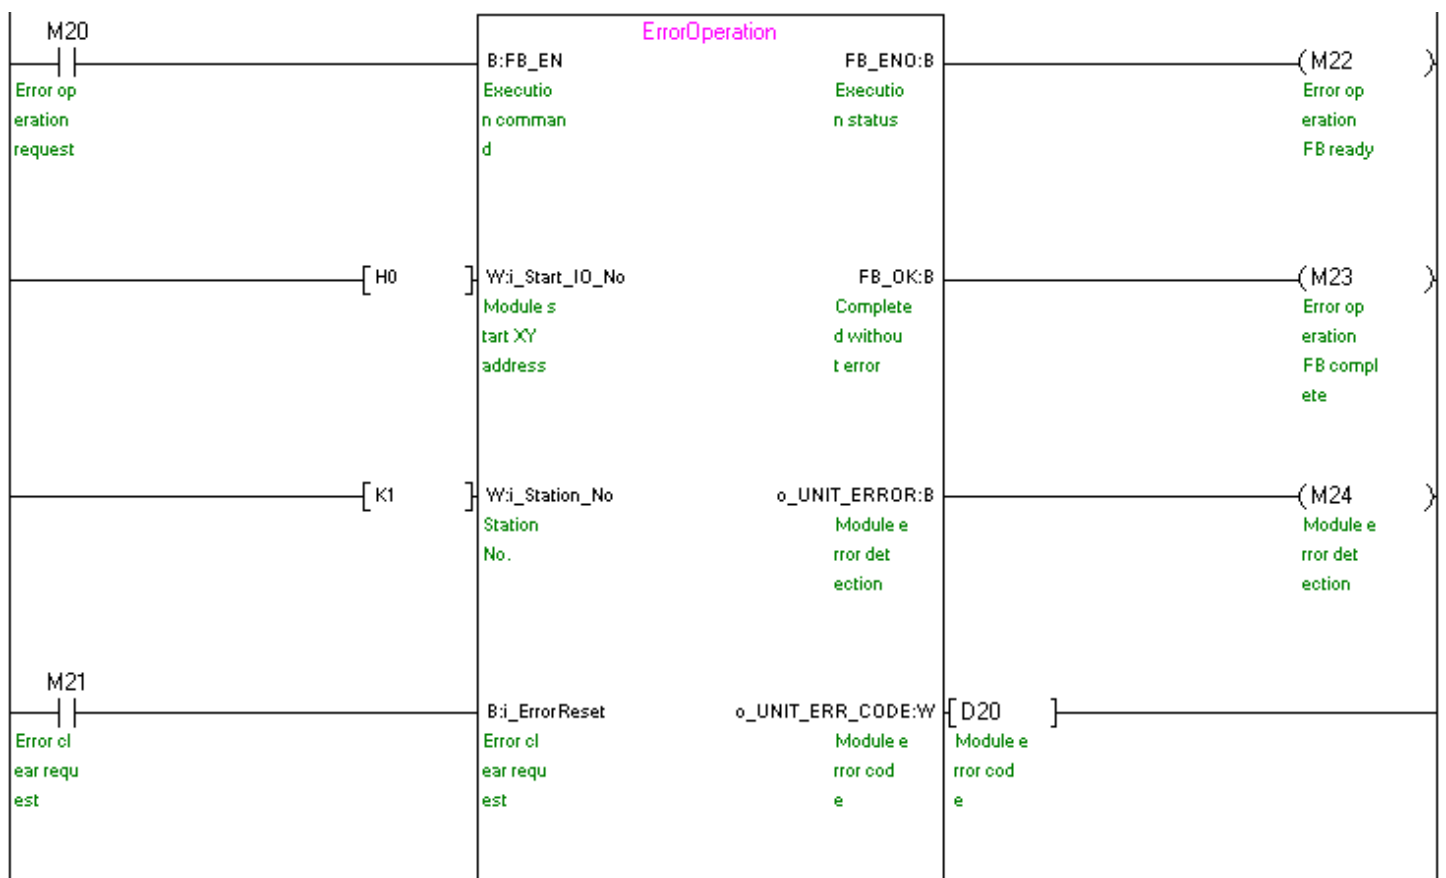 M20
ErrorOperation
B:FB_EN
FB_ENO:B
M22
Error op
eration
request
Executio
n comman
d
Executio
n status
Error op
eration
FB ready
H0
W:i_Start_IO_No
FB_OK:B
M23
Module s
tart XY
address
Complete
d withou
t error
Error op
eration
FB compl
ete
K1
W:i_Station_No
o_UNIT_ERROR:B
M24
Station
No.
Module e
rror det
ection
Module e
rror det
ection
M21
B:i_ErrorReset
o_UNIT_ERR_CODE:W
D20
Error cl
ear requ
est
Error cl
ear requ
est
Module e
rror cod
e
Module e
rror cod
e